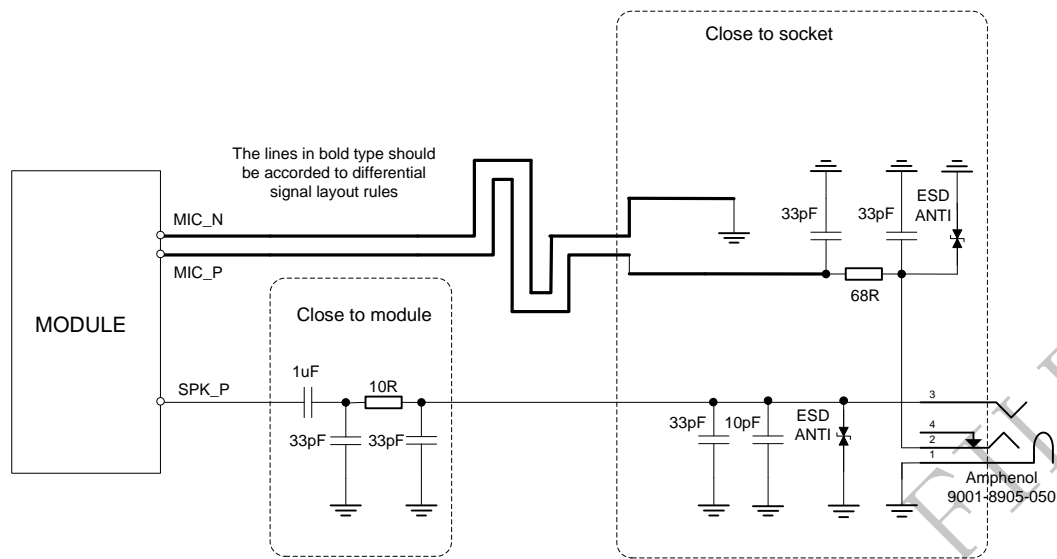 Close to socket
The lines in bold type should
be accorded to differential
signal layout rules
MIC_N
MIC_P
MODULE
33pF
33pF
ESD
ANTI
68R
Close to module
SPK_P
1uF
10R
33pF
33pF
33pF
10pF
ESD
ANTI
3
4
2
1
Amphenol
9001-8905-050